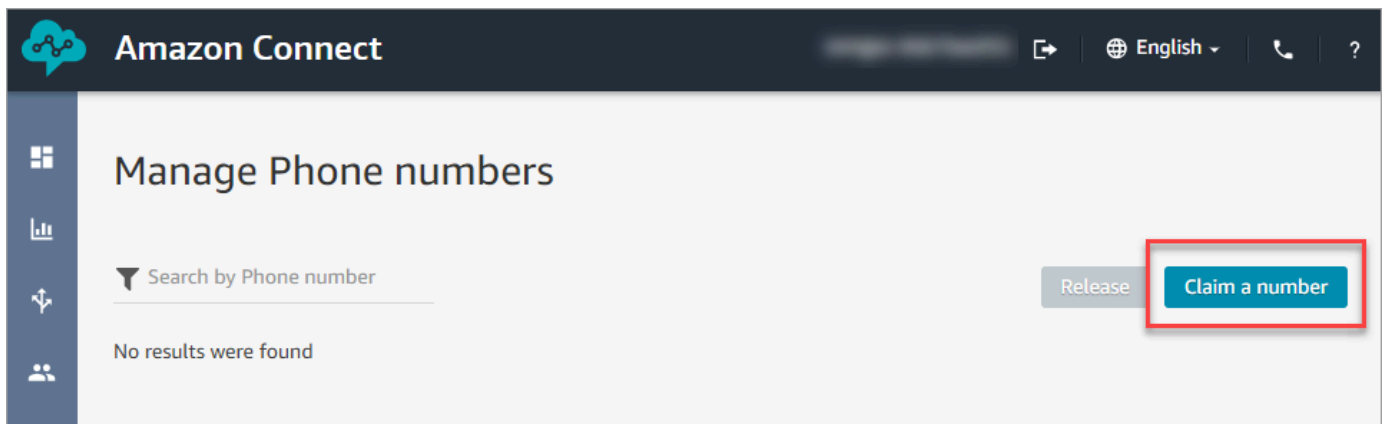 Amazon Connect
English
?
Manage Phone numbers
Search by Phone number
Release
Claim a number
No results were found